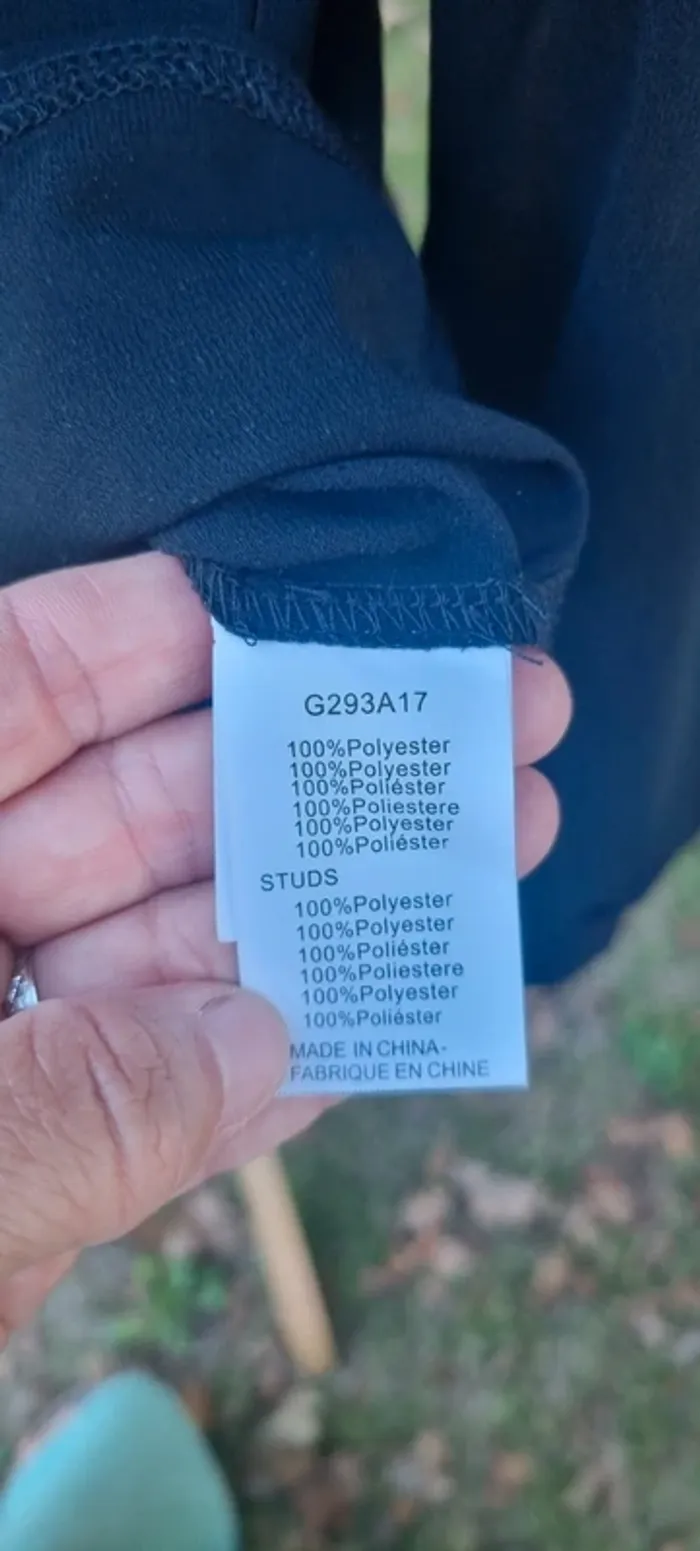 G293A17
100%Polyester
100%Polyester
100%Poliéster
100%Poliestere
100%Polyester
100%Poliéster
STUDS
100%Polyester
100%Polyester
100%Poliéster
100%Poliestere
100%Polyester
100%Poliéster
MADE IN CHINA-
FABRIQUE EN CHINE